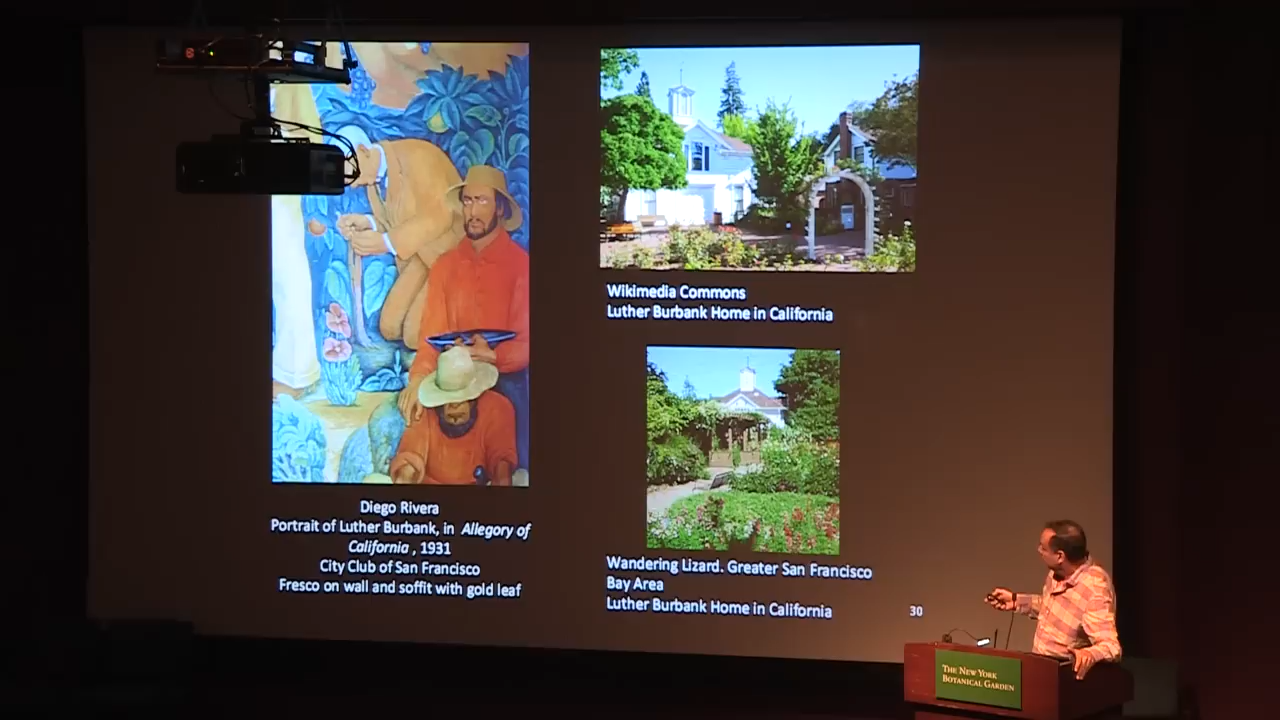 Diego Rivera
Portrait of Luther Burbank, in Allegory of
California , 1931
City Club of San Francisco
Fresco on wall and soffit with gold leaf
Wikimedia Commons
Luther Burbank Home in California
Wandering Lizard. Greater San Francisco
Bay Area
Luther Burbank Home in California
30
THE NEW YORK
BOTANICAL GARDEN